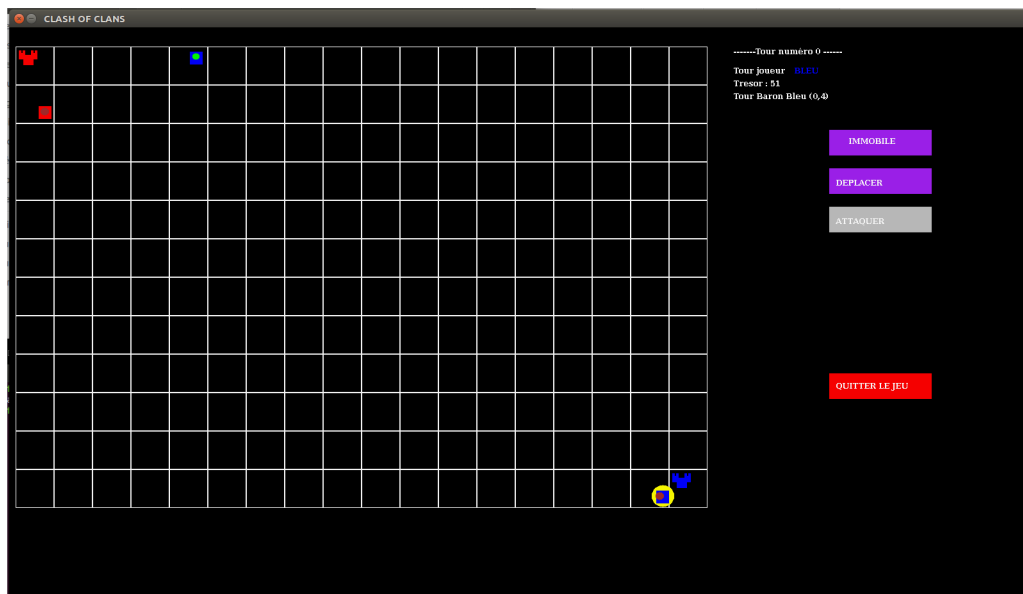 CLASH OF CLANS
-------Tour numéro 0 ------
Tour joueur BLEU
Tresor : 51
Tour Baron Bleu (0,4)
IMMOBILE
DEPLACER
ATTAQUER
QUITTER LE JEU